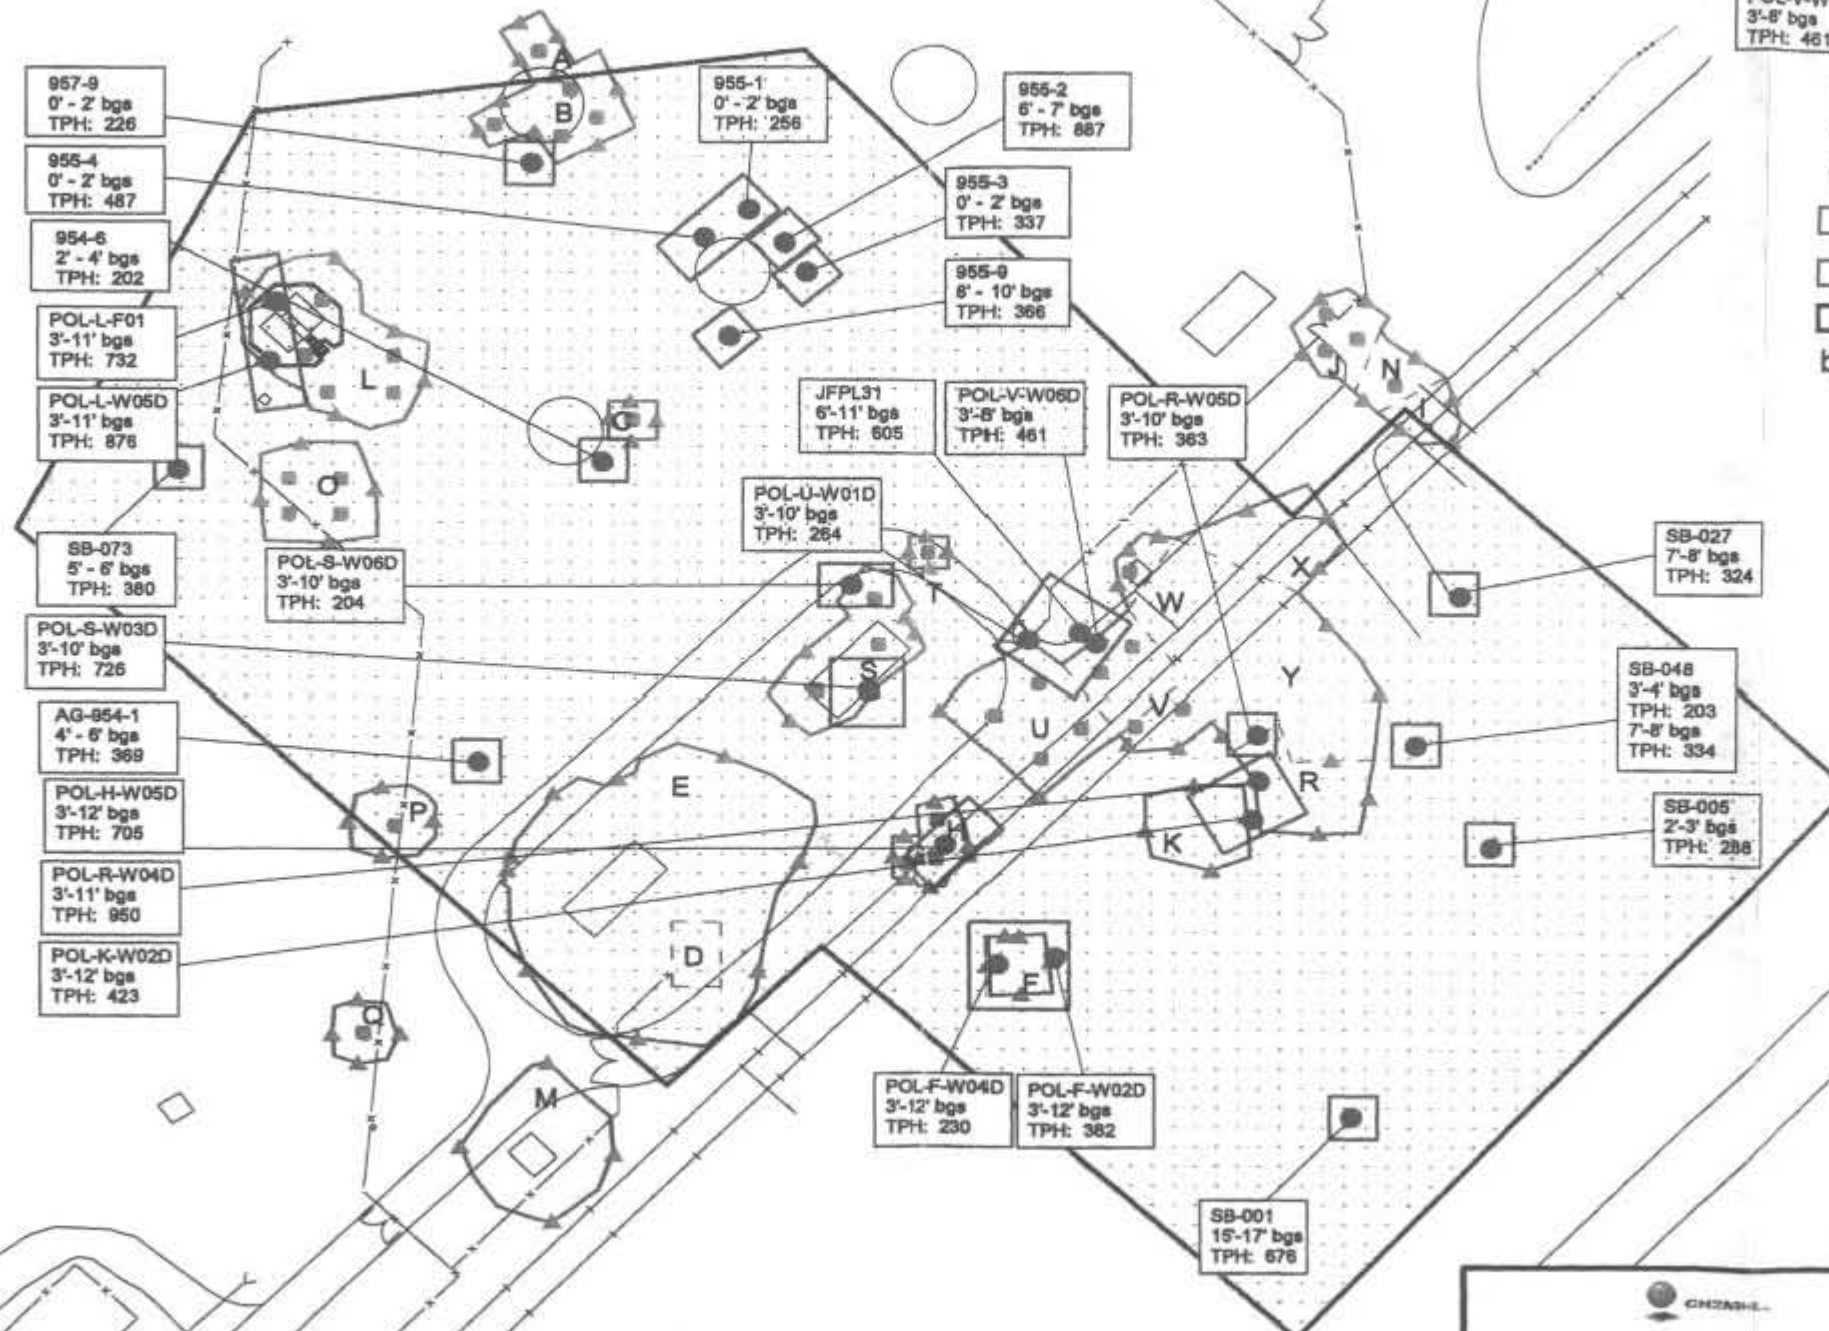 3'-8' bgs
TPH: 461
957-9
0' - 2' bgs
TPH: 226
955-4
0' - 2' bgs
TPH: 487
954-6
2' - 4' bgs
TPH: 202
POL-L-F01
3'-11' bgs
TPH: 732
POL-L-W05D
3'-11' bgs
TPH: 876
SB-073
5' - 6' bgs
TPH: 380
POL-S-W06D
3'-10' bgs
TPH: 204
POL-S-W03D
3'-10' bgs
TPH: 726
AG-954-1
4' - 6' bgs
TPH: 369
POL-H-W05D
3'-12' bgs
TPH: 705
POL-R-W04D
3'-11' bgs
TPH: 950
POL-K-W02D
3'-12' bgs
TPH: 423
955-1
0' - 2' bgs
TPH: 256
955-2
6' - 7' bgs
TPH: 887
955-3
0' - 2' bgs
TPH: 337
955-9
6' - 10' bgs
TPH: 366
JFPL31
6'-11' bgs
TPH: 605
POL-V-W06D
3'-8' bgs
TPH: 461
POL-R-W05D
3'-10' bgs
TPH: 363
POL-U-W01D
3'-10' bgs
TPH: 264
SB-027
7'-8' bgs
TPH: 324
SB-048
3'-4' bgs
TPH: 203
7'-8' bgs
TPH: 334
SB-005
2'-3' bgs
TPH: 288
POL-F-W04D
3'-12' bgs
TPH: 230
POL-F-W02D
3'-12' bgs
TPH: 382
SB-001
15'-17' bgs
TPH: 676
A
B
L
C
O
J
N
I
T
W
X
S
Y
U
V
E
R
P
H
K
D
F
Q
M
CH2MHILL